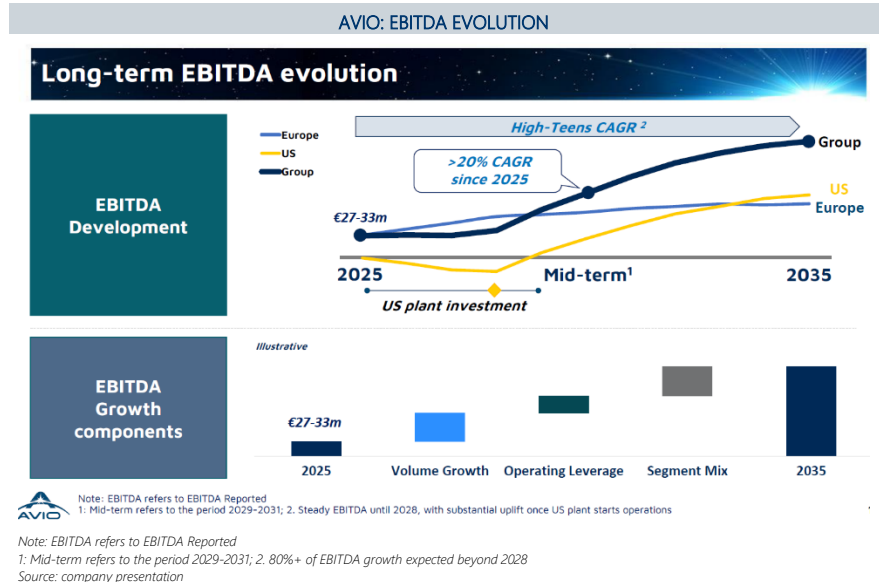 AVIO: EBITDA EVOLUTION
Long-term EBITDA evolution
EBITDA
Development
Europe
US
Group
High-Teens CAGR ²
>20% CAGR
since 2025
Group
US
Europe
€27-33m
2025
Mid-term¹
2035
US plant investment
EBITDA
Growth
components
Illustrative
€27-33m
2025
Volume Growth
Operating Leverage
Segment Mix
2035
AVIO
Note: EBITDA refers to EBITDA Reported
1: Mid-term refers to the period 2029-2031; 2. Steady EBITDA until 2028, with substantial uplift once US plant starts operations
Note: EBITDA refers to EBITDA Reported
1: Mid-term refers to the period 2029-2031; 2. 80%+ of EBITDA growth expected beyond 2028
Source: company presentation